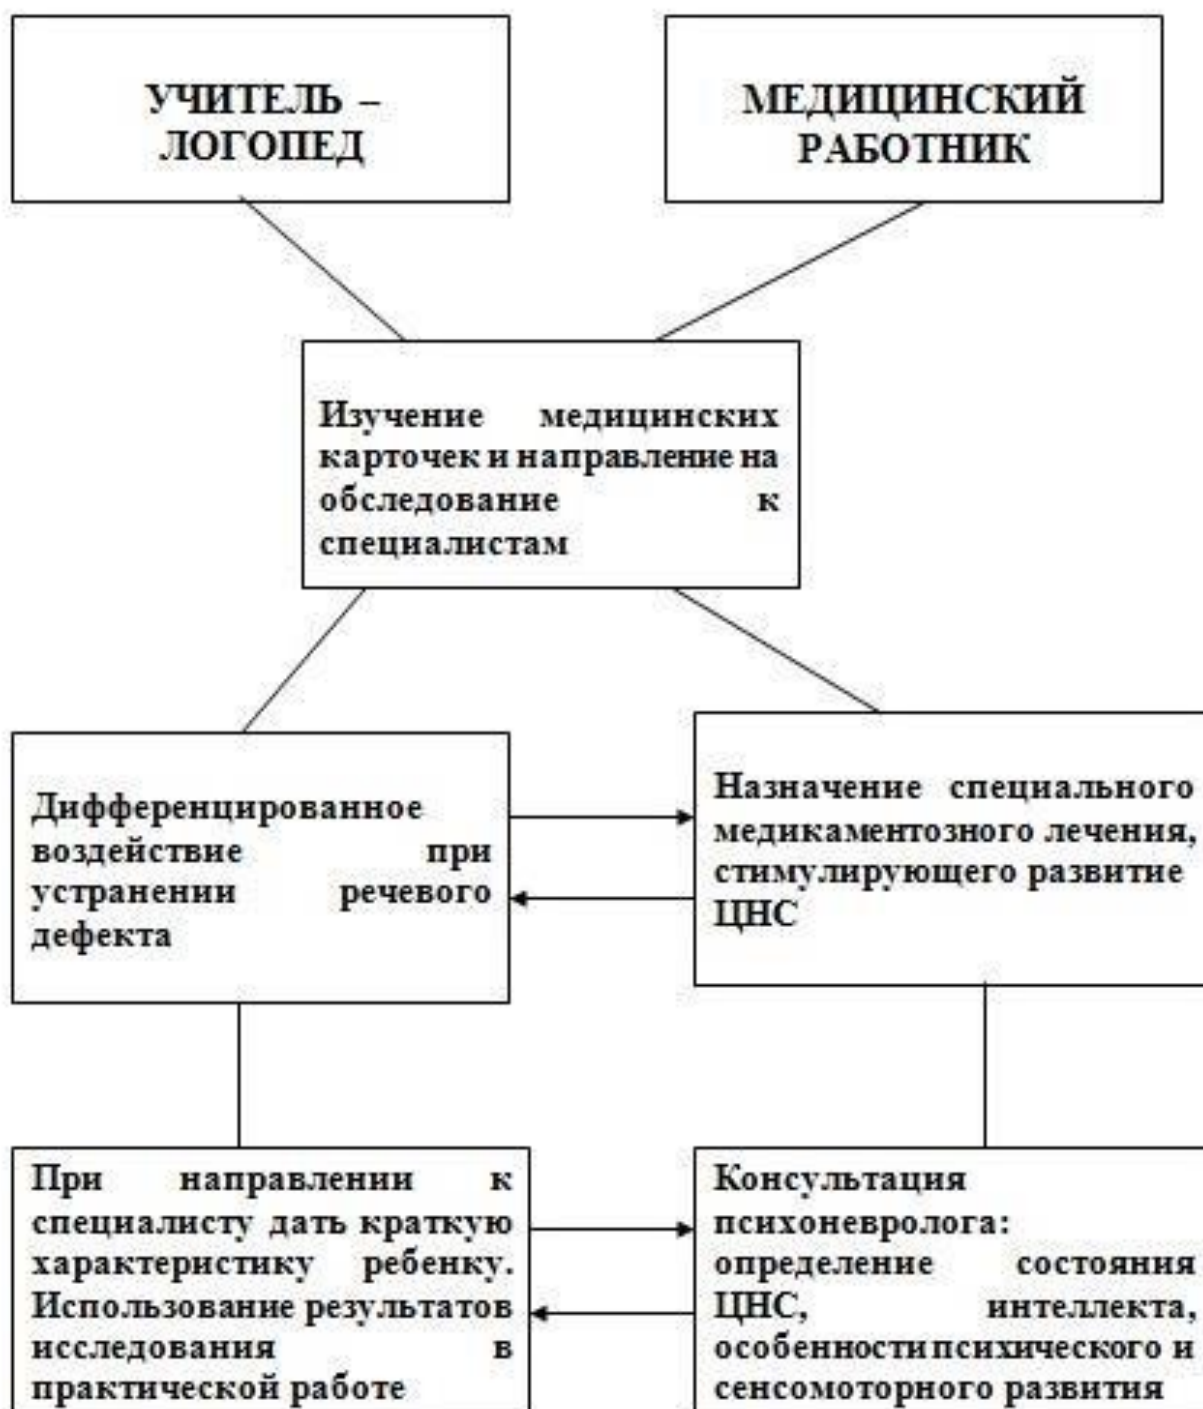 УЧИТЕЛЬ –
ЛОГОПЕД
МЕДИЦИНСКИЙ
РАБОТНИК
Изучение медицинских
карточек и направление на
обследование к
специалистам
Дифференцированное
воздействие при
устранении речевого
дефекта
Назначение специального
медикаментозного лечения,
стимулирующего развитие
ЦНС
При направлении к
специалисту дать краткую
характеристику ребенку.
Использование результатов
исследования в
практической работе
Консультация
психоневролога:
определение состояния
ЦНС, интеллекта,
особенности психического и
сенсомоторного развития